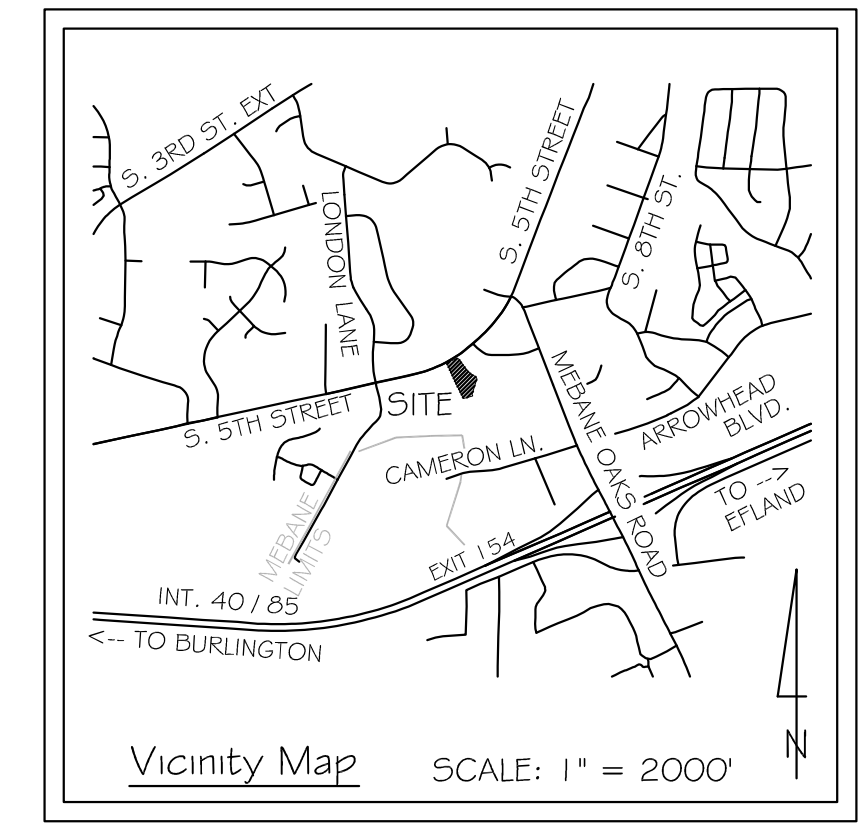 S. 3RD ST. EXT
S. 5TH STREET
S. 8TH ST.
LONDON LANE
MEBANE OAKS ROAD
S. 5TH STREET
SITE
ARROWHEAD
BLVD.
CAMERON LN.
TO -->
EFLAND
MEBANE
LIMITS
EXIT 154
INT. 40 / 85
<-- TO BURLINGTON
N
Vicinity Map
SCALE: 1" = 2000'